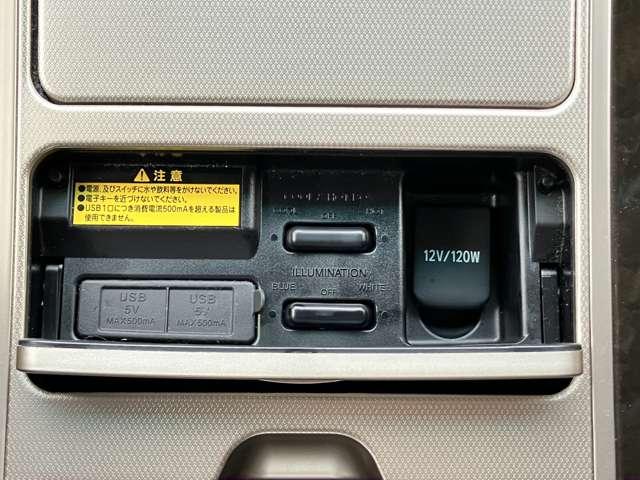 注意
●電源、及びスイッチに水や飲料等をかけないでください。
●電子キーを近づけないでください。
●USB1口につき消費電流500mAを超える製品は
使用できません。
COOL OFF HOT
ILLUMINATION
BLUE OFF WHITE
USB
5V
MAX500mA
USB
5V
MAX500mA
12V/120W